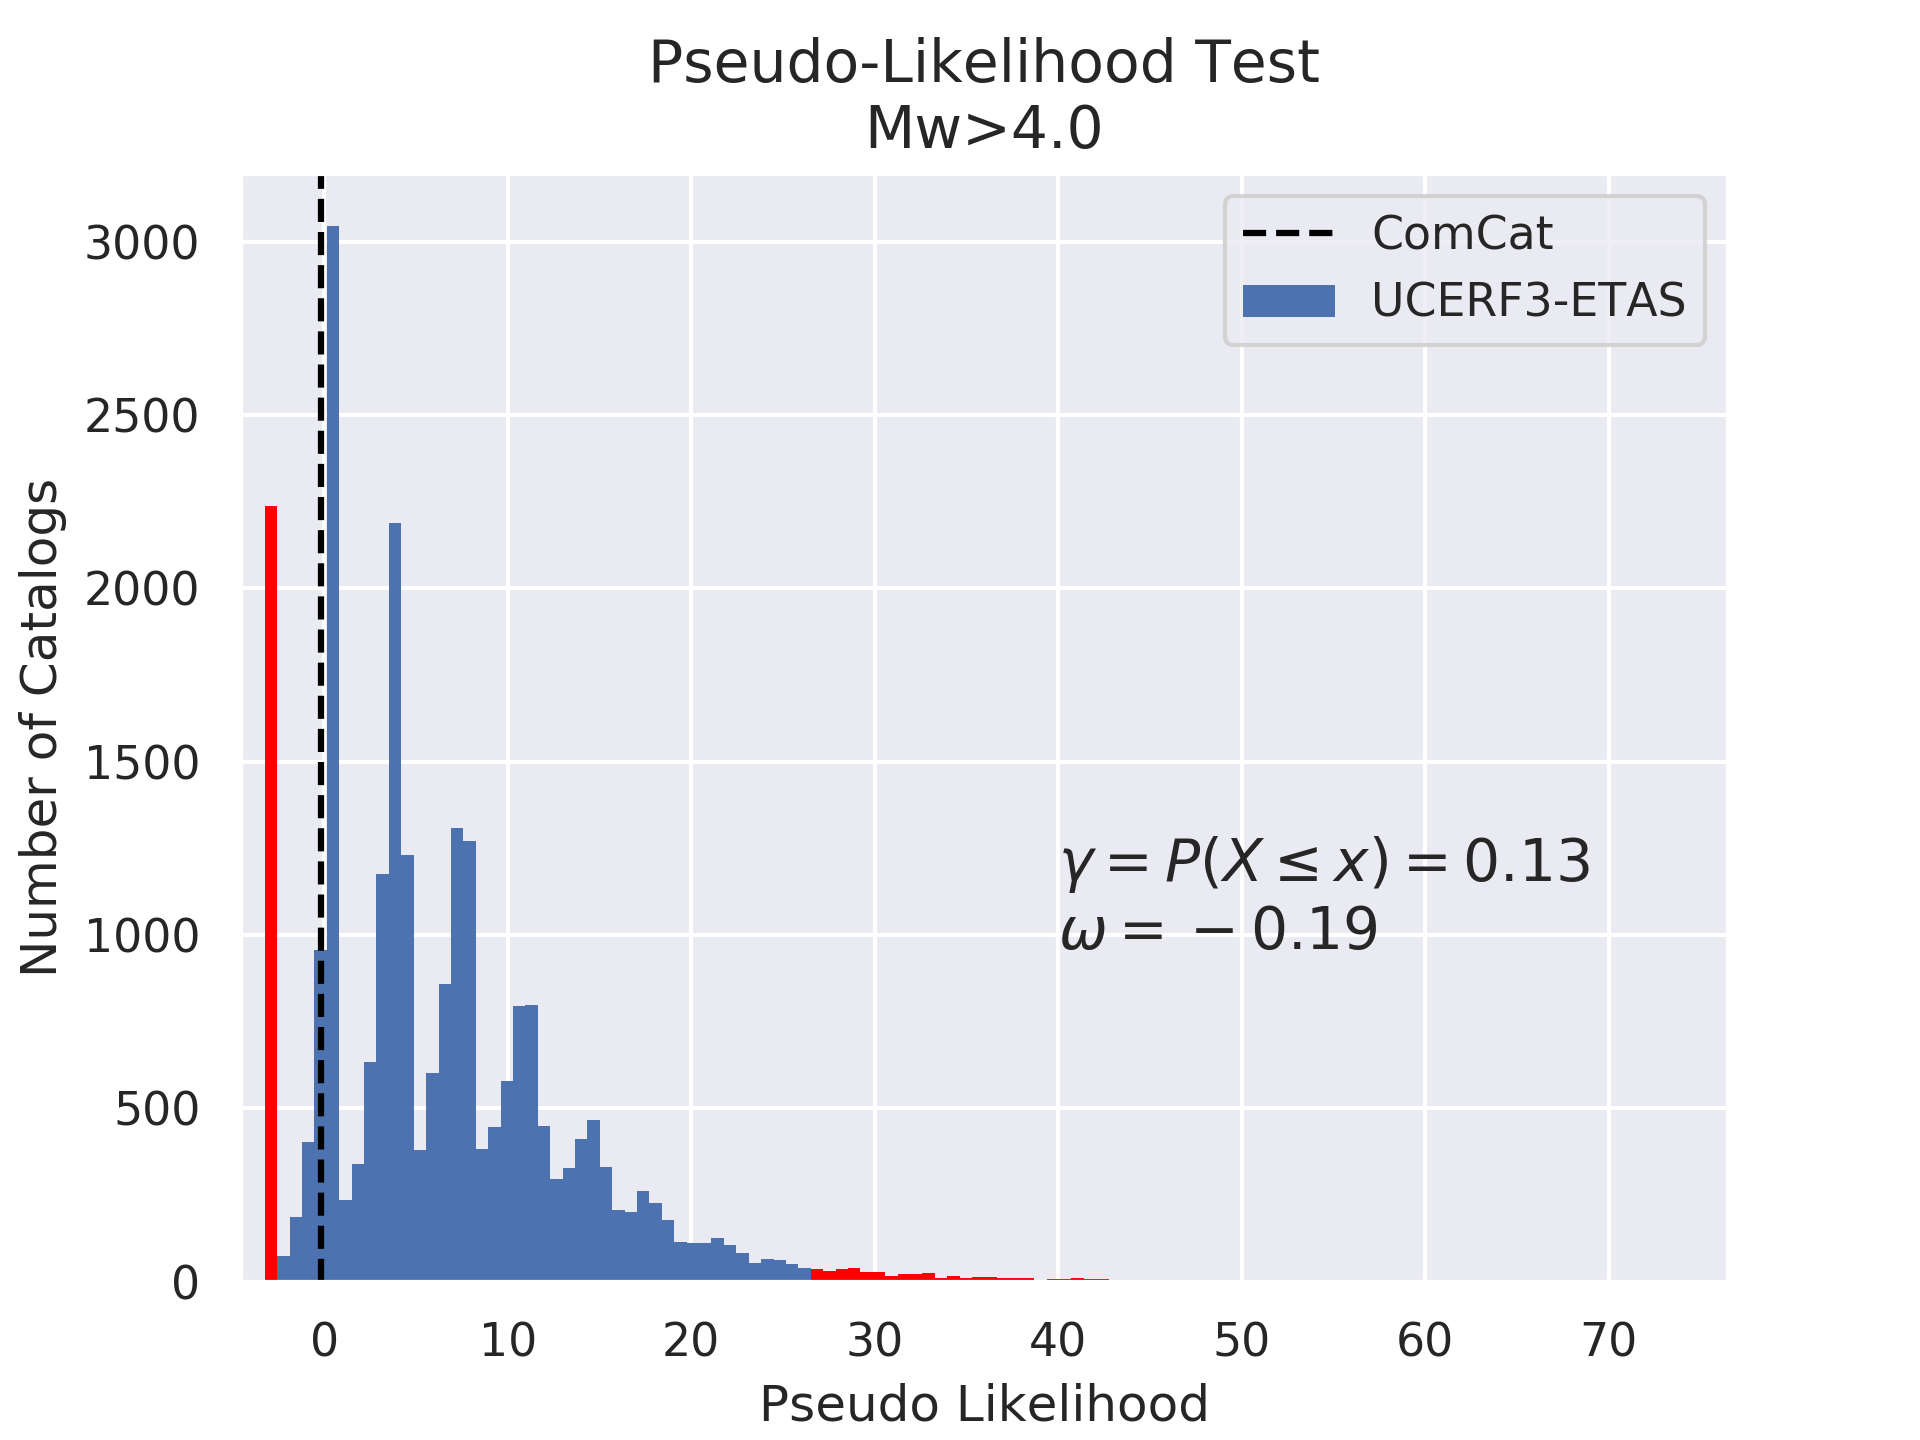 Pseudo-Likelihood Test
Mw>4.0
ComCat
UCERF3-ETAS
Number of Catalogs
3000
2500
2000
1500
1000
500
0
γ = P(X ≤ x) = 0.13
ω = −0.19
0 10 20 30 40 50 60 70
Pseudo Likelihood